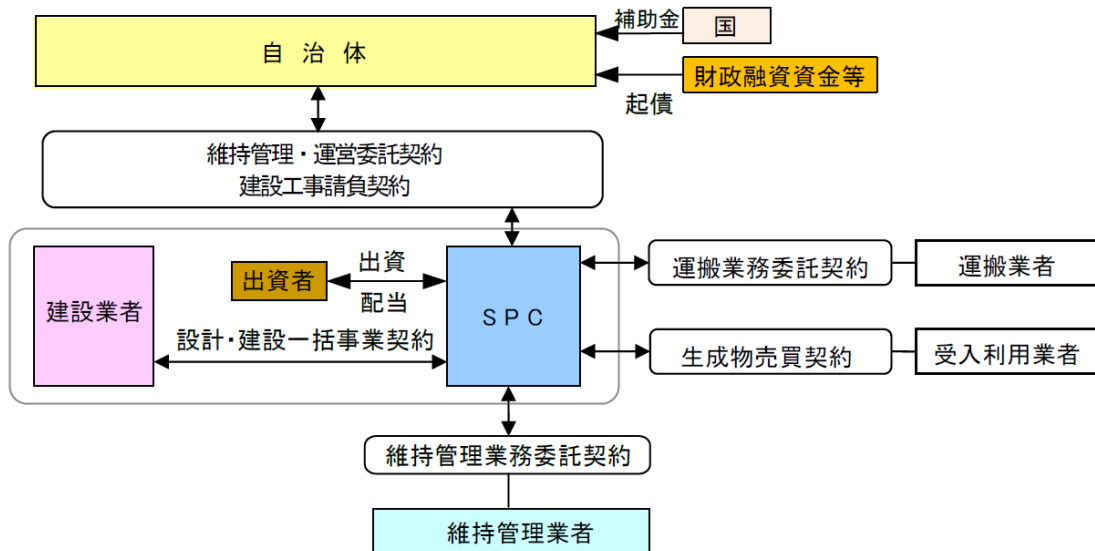 補助金
国
自治体
財政融資資金等
起債
維持管理・運営委託契約
建設工事請負契約
建設業者
出資者
出資
配当
設計・建設一括事業契約
SPC
運搬業務委託契約
運搬業者
生成物売買契約
受入利用業者
維持管理業務委託契約
維持管理業者